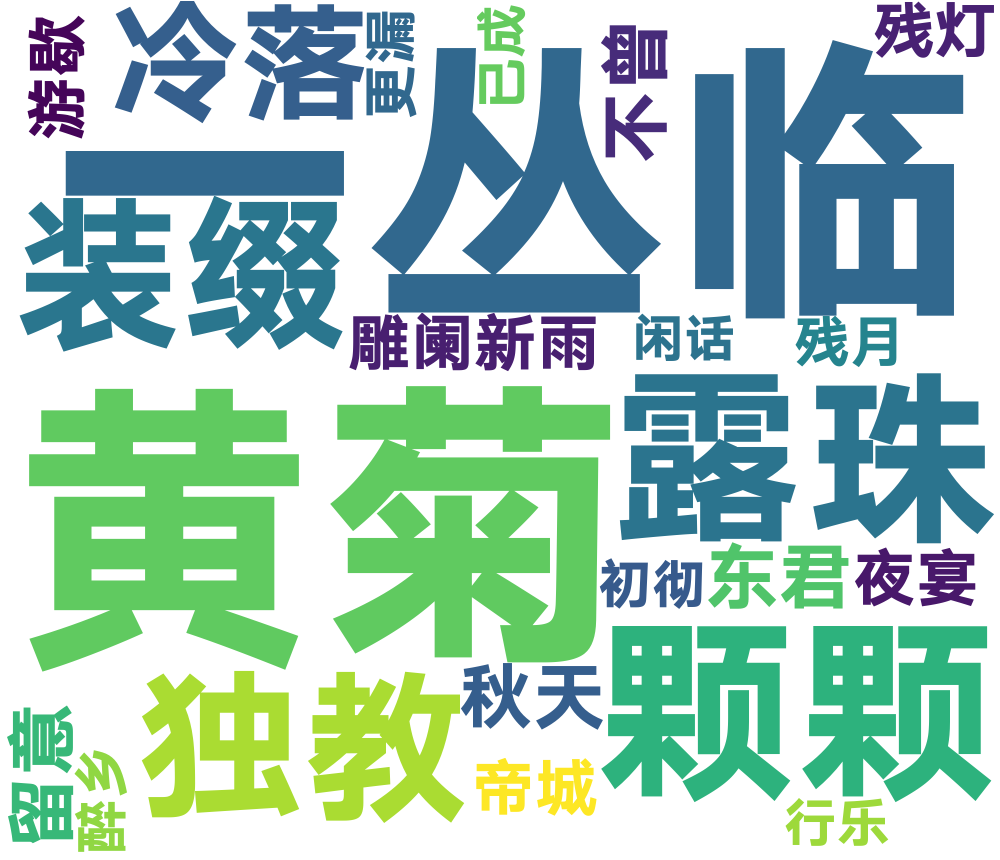 游歇
冷落
更漏
已成
不曾
残灯
一丛临
装缀
雕阑新雨
闲话
残月
黄菊
露珠
初彻
东君
夜宴
留意
醉乡
独教
秋天
帝城
颗颗
行乐